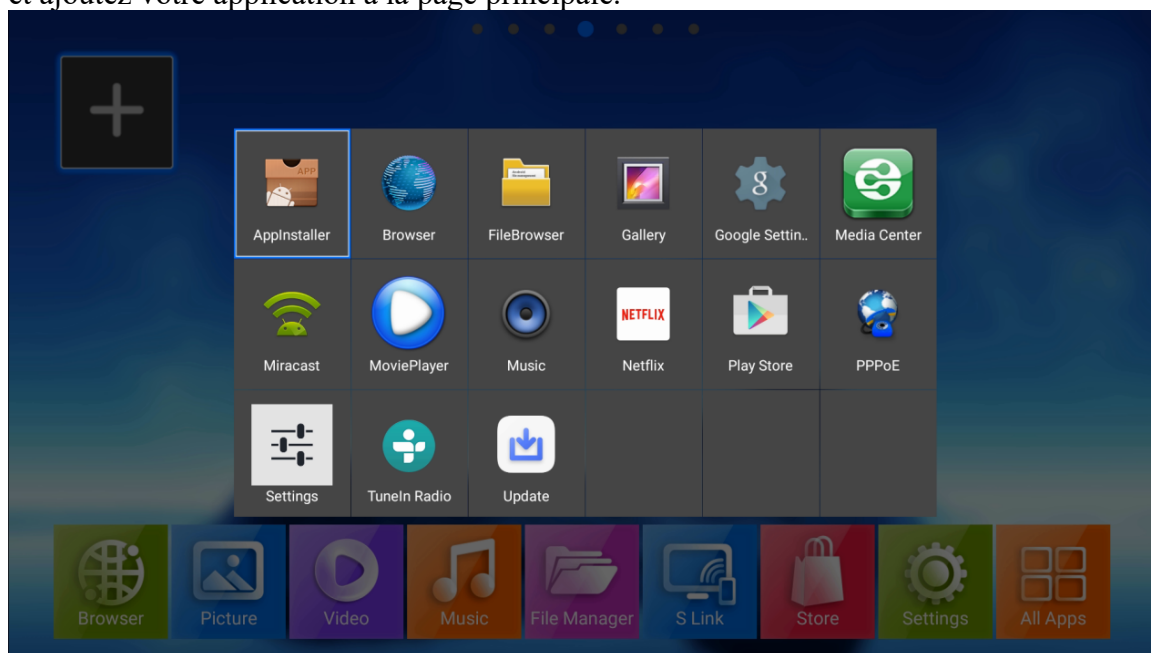 et ajoutez votre application à la page principale.
APP
AppInstaller Browser FileBrowser Gallery Google Settin.. Media Center
NETFLIX
Miracast MoviePlayer Music Netflix Play Store PPPoE
Settings TuneIn Radio Update
Browser Picture Video Music File Manager S Link Store Settings All Apps